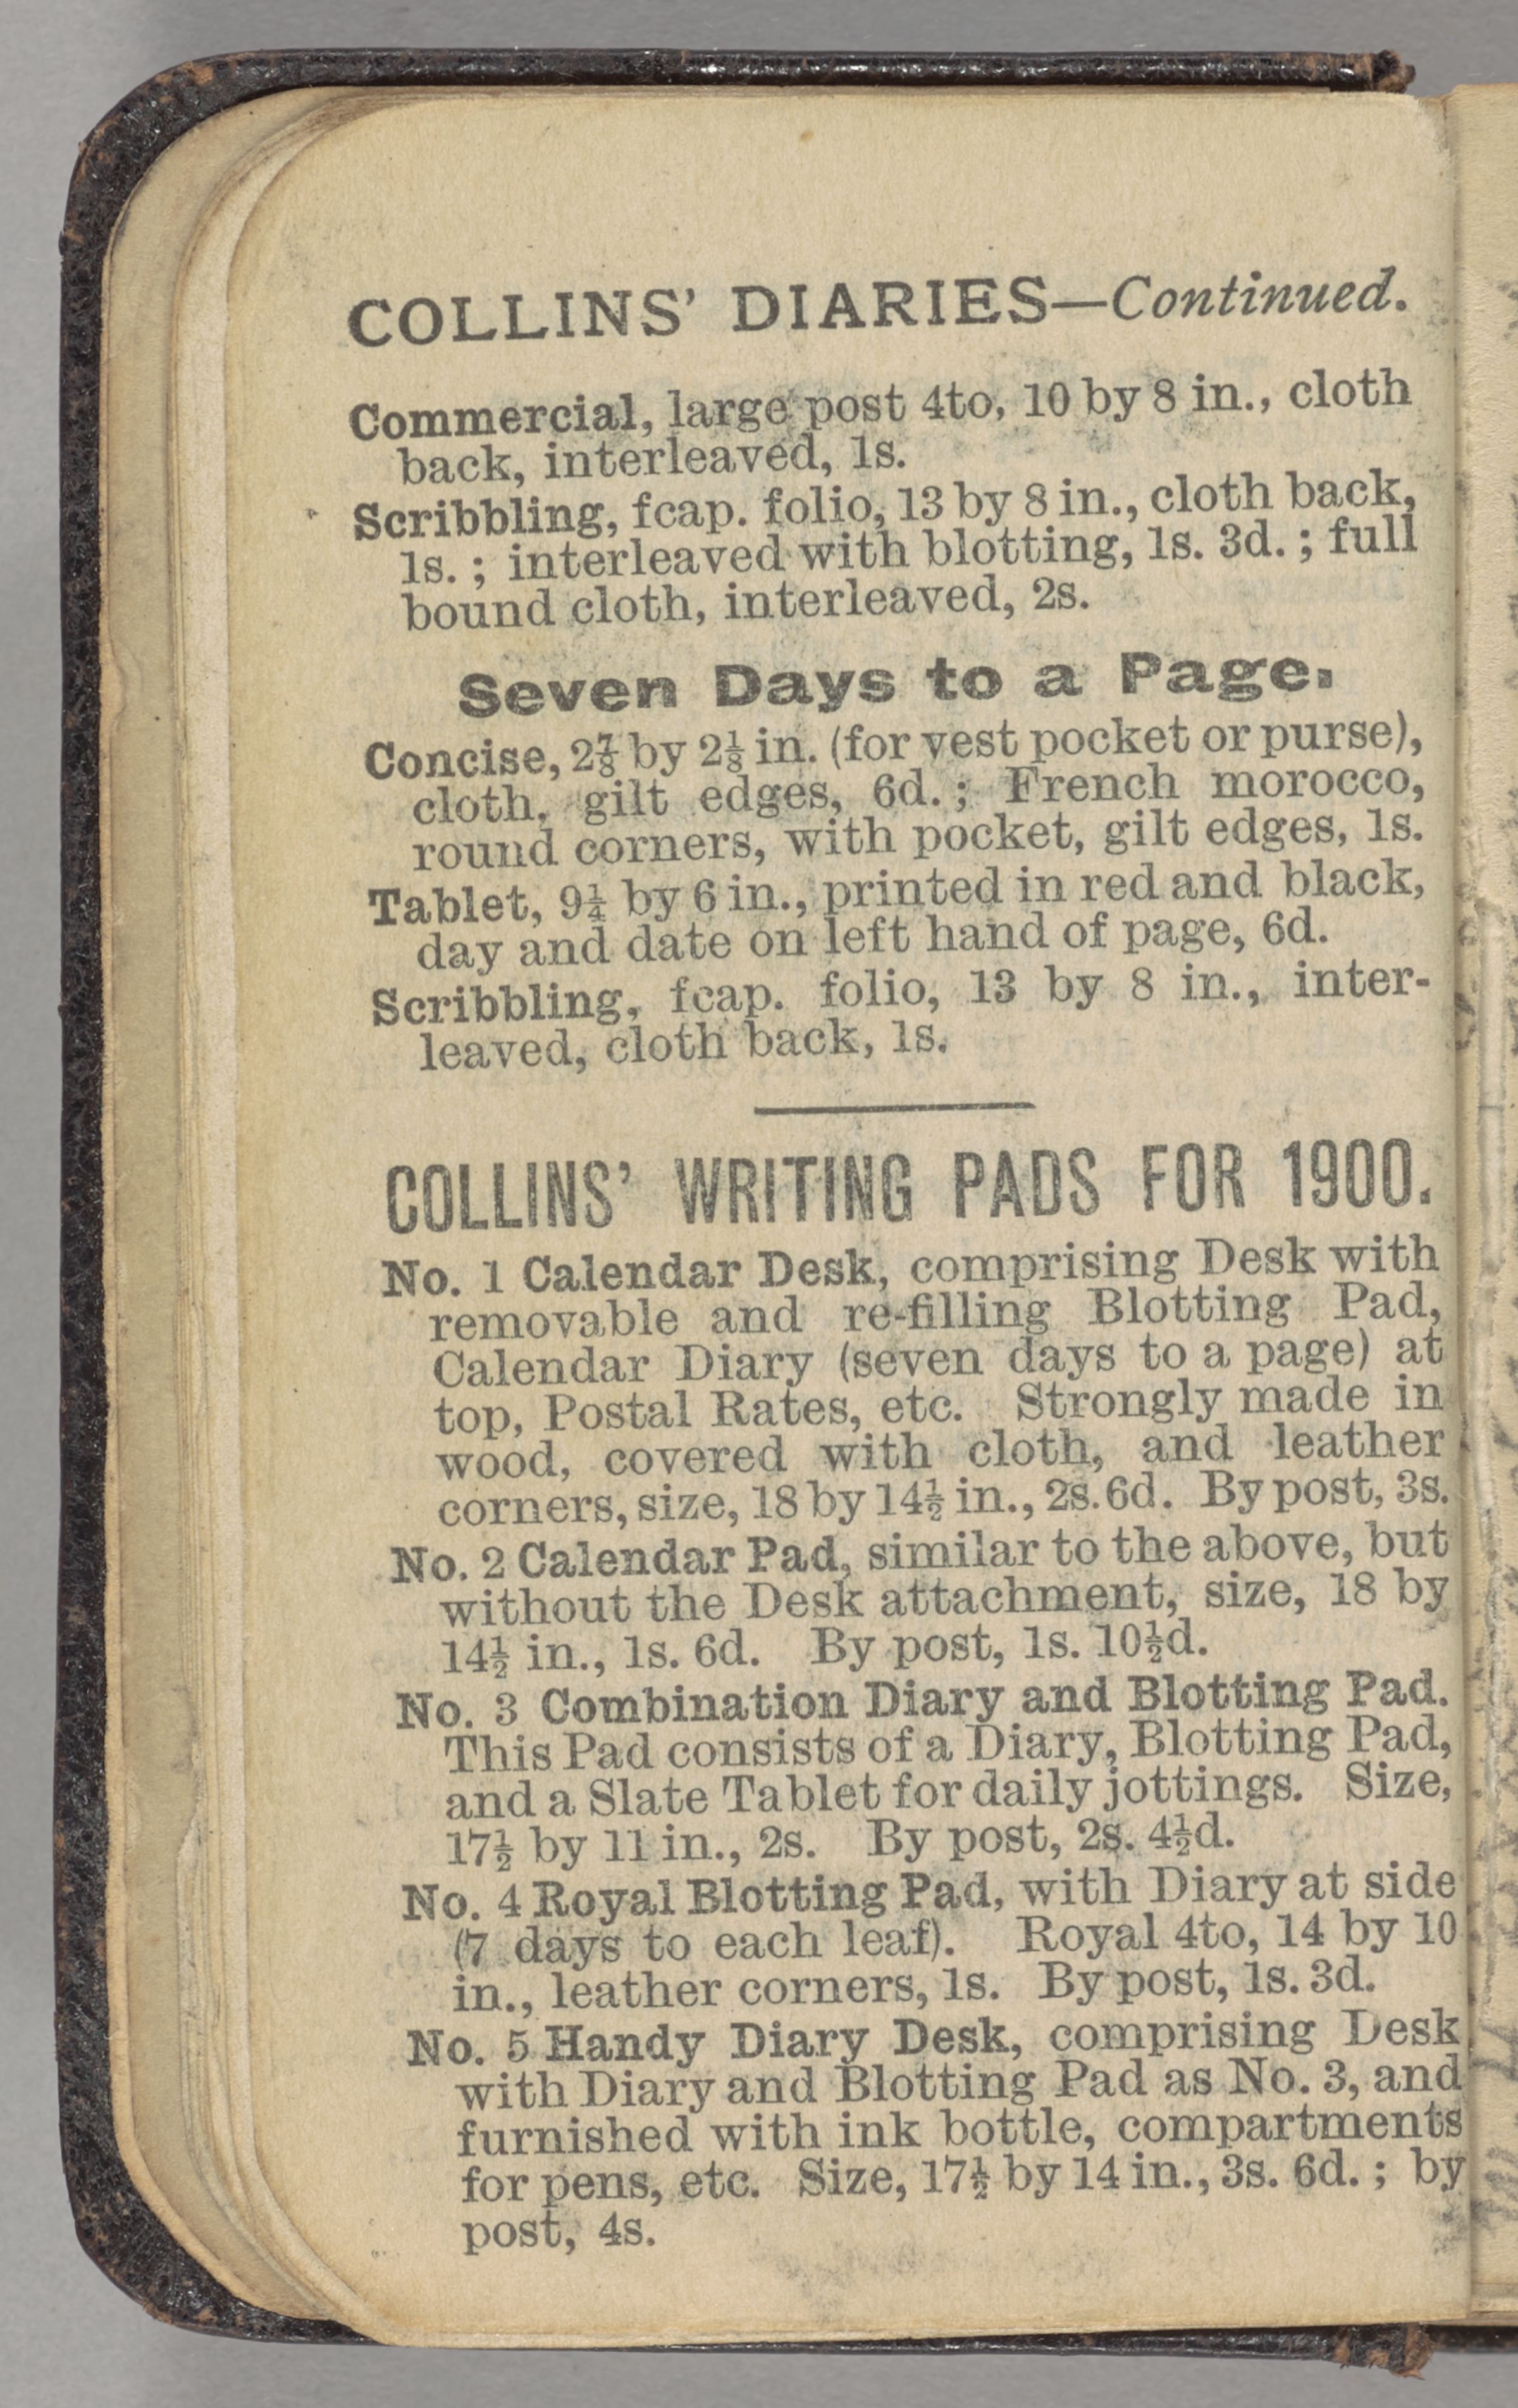 COLLINS' DIARIES—Continued.
Commercial, large post 4to, 10 by 8 in., cloth
back, interleaved, 1s.
Scribbling, fcap. folio, 13 by 8 in., cloth back,
1s. ; interleaved with blotting, 1s. 3d. ; full
bound cloth, interleaved, 2s.
Seven Days to a Page.
Concise, 2⅞ by 2⅛ in. (for vest pocket or purse),
cloth, gilt edges, 6d. ; French morocco,
round corners, with pocket, gilt edges, 1s.
Tablet, 9¼ by 6 in., printed in red and black,
day and date on left hand of page, 6d.
Scribbling, fcap. folio, 13 by 8 in., inter-
leaved, cloth back, 1s.
COLLINS' WRITING PADS FOR 1900.
No. 1 Calendar Desk, comprising Desk with
removable and re-filling Blotting Pad,
Calendar Diary (seven days to a page) at
top, Postal Rates, etc. Strongly made in
wood, covered with cloth, and leather
corners, size, 18 by 14½ in., 2s. 6d. By post, 3s.
No. 2 Calendar Pad, similar to the above, but
without the Desk attachment, size, 18 by
14½ in., 1s. 6d. By post, 1s. 10½d.
No. 3 Combination Diary and Blotting Pad.
This Pad consists of a Diary, Blotting Pad,
and a Slate Tablet for daily jottings. Size,
17½ by 11 in., 2s. By post, 2s. 4½d.
No. 4 Royal Blotting Pad, with Diary at side
(7 days to each leaf). Royal 4to, 14 by 10
in., leather corners, 1s. By post, 1s. 3d.
No. 5 Handy Diary Desk, comprising Desk
with Diary and Blotting Pad as No. 3, and
furnished with ink bottle, compartments
for pens, etc. Size, 17½ by 14 in., 3s. 6d. ; by
post, 4s.